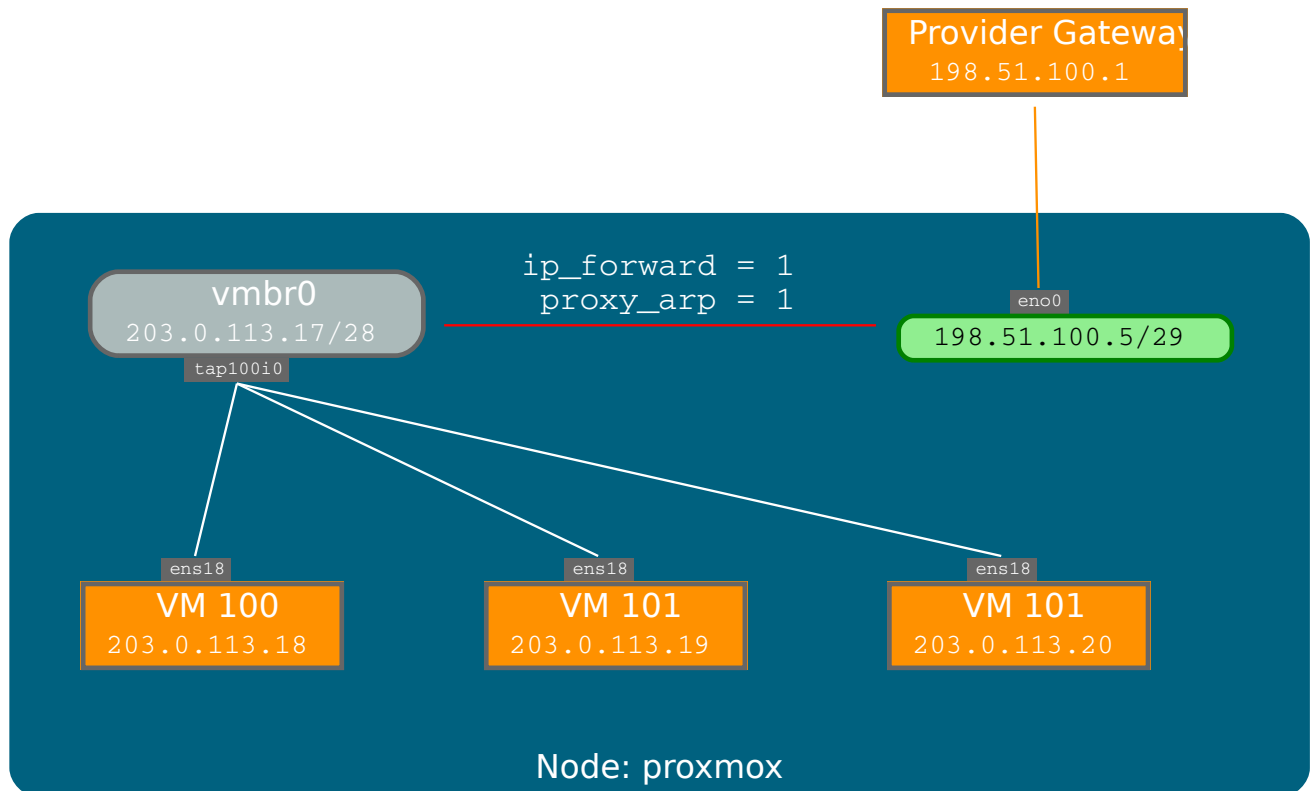 Provider Gateway
198.51.100.1
ip_forward = 1
proxy_arp = 1
vmbr0
203.0.113.17/28
tap100i0
eno0
198.51.100.5/29
ens18
VM 100
203.0.113.18
ens18
VM 101
203.0.113.19
ens18
VM 101
203.0.113.20
Node: proxmox